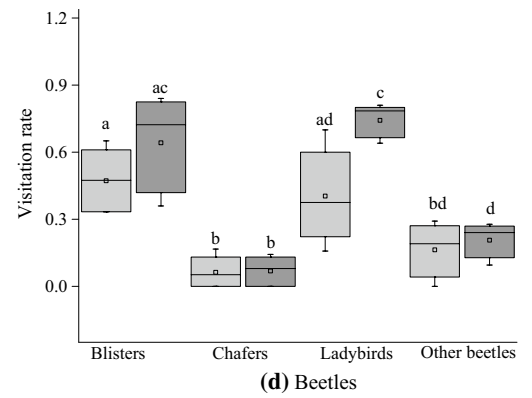 1.2
ac
0.9
c
a
ad
Visitation rate
0.6
0.3
b
b
bd
d
0.0
Blisters Chafers Ladybirds Other beetles
(d) Beetles